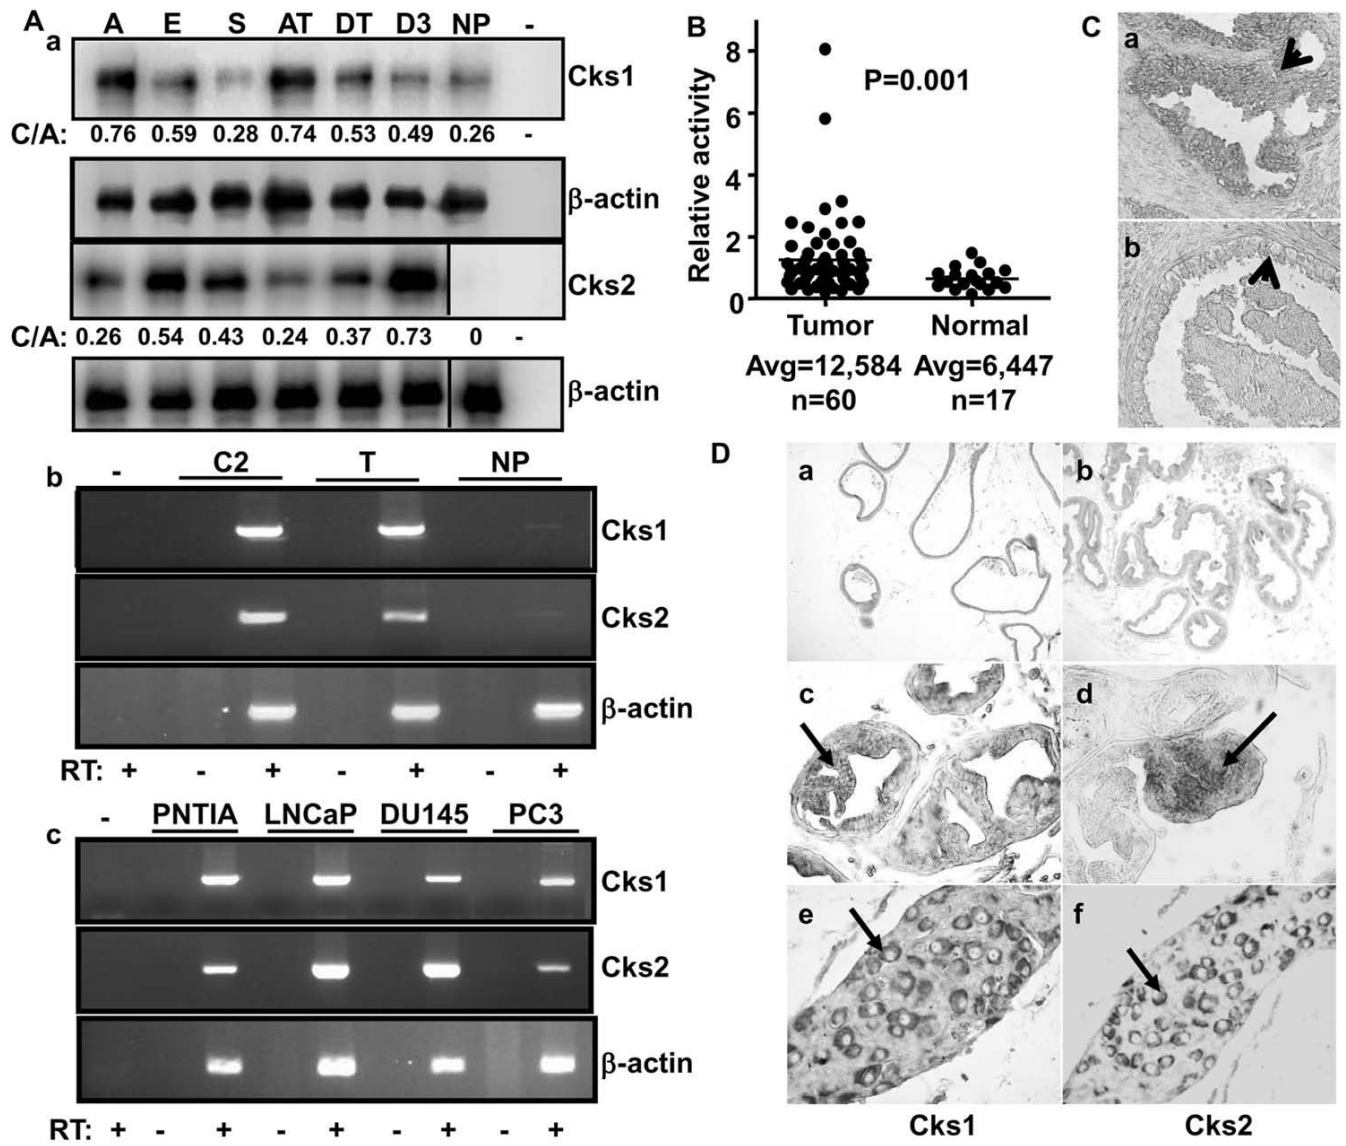 A
a
A E S AT DT D3 NP -
Cks1
C/A: 0.76 0.59 0.28 0.74 0.53 0.49 0.26 -
β-actin
Cks2
C/A: 0.26 0.54 0.43 0.24 0.37 0.73 0 -
β-actin
b
- C2 T NP
Cks1
Cks2
β-actin
RT: + - + - + - +
c
- PNTIA LNCaP DU145 PC3
Cks1
Cks2
β-actin
RT: + - + - + - + - +
B
Relative activity
8
6
4
2
0
P=0.001
Tumor Normal
Avg=12,584 Avg=6,447
n=60 n=17
C
a
b
D
a b
c d
e f
Cks1 Cks2